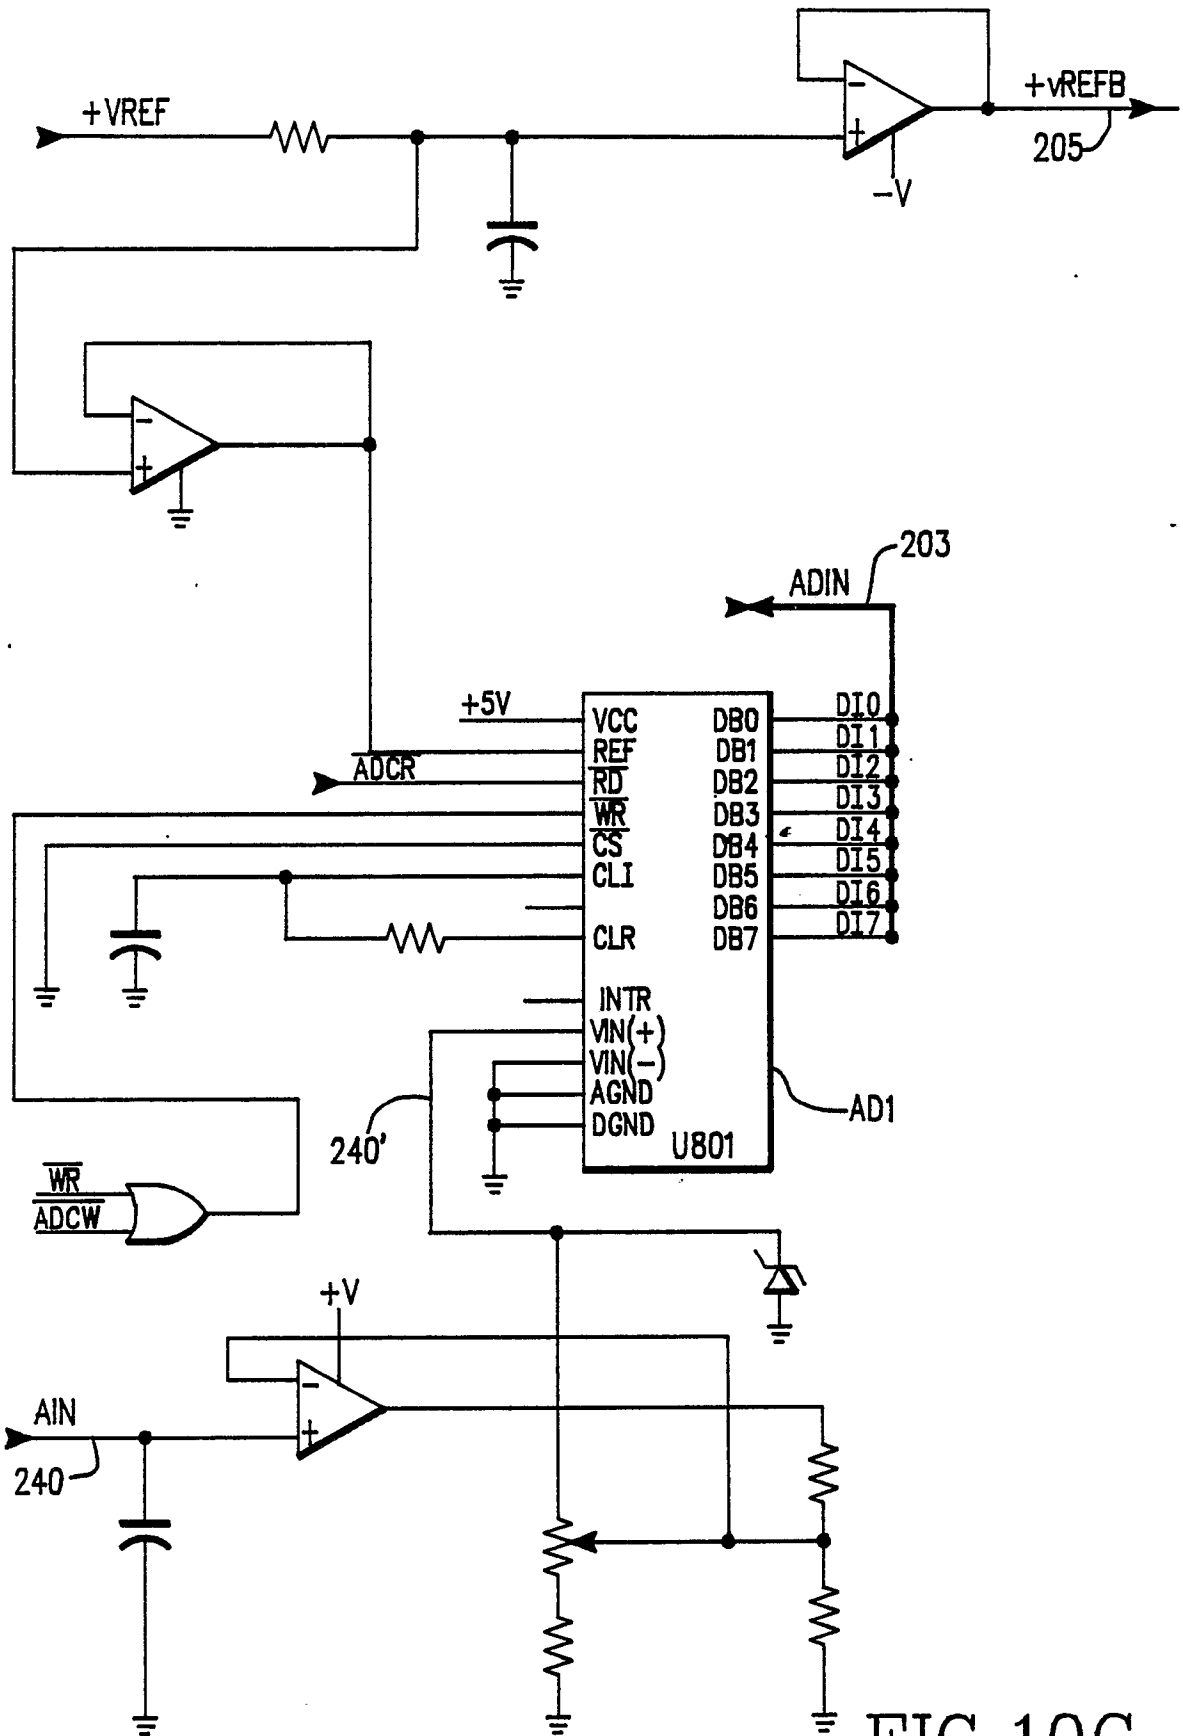 +VREF
+vREFB
205
-V
-
+
-
+
203
ADIN
+5V
VCC
DB0
DI0
REF
DB1
DI1
ADCR
RD
DB2
DI2
WR
DB3
DI3
CS
DB4
DI4
CLI
DB5
DI5
DB6
DI6
CLR
DB7
DI7
INTR
VIN(+)
VIN(-)
AGND
AD1
DGND
240'
U801
WR
ADCW
+V
-
+
AIN
240
FIG. 10C